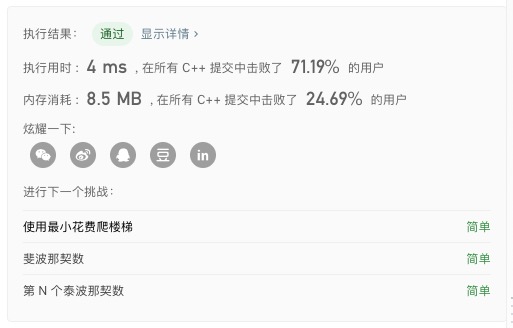 执行结果： 通过 显示详情 ›
执行用时：4 ms ，在所有 C++ 提交中击败了 71.19% 的用户
内存消耗：8.5 MB ，在所有 C++ 提交中击败了 24.69% 的用户
炫耀一下:
豆 in
进行下一个挑战：
使用最小花费爬楼梯 简单
斐波那契数 简单
第 N 个泰波那契数 简单